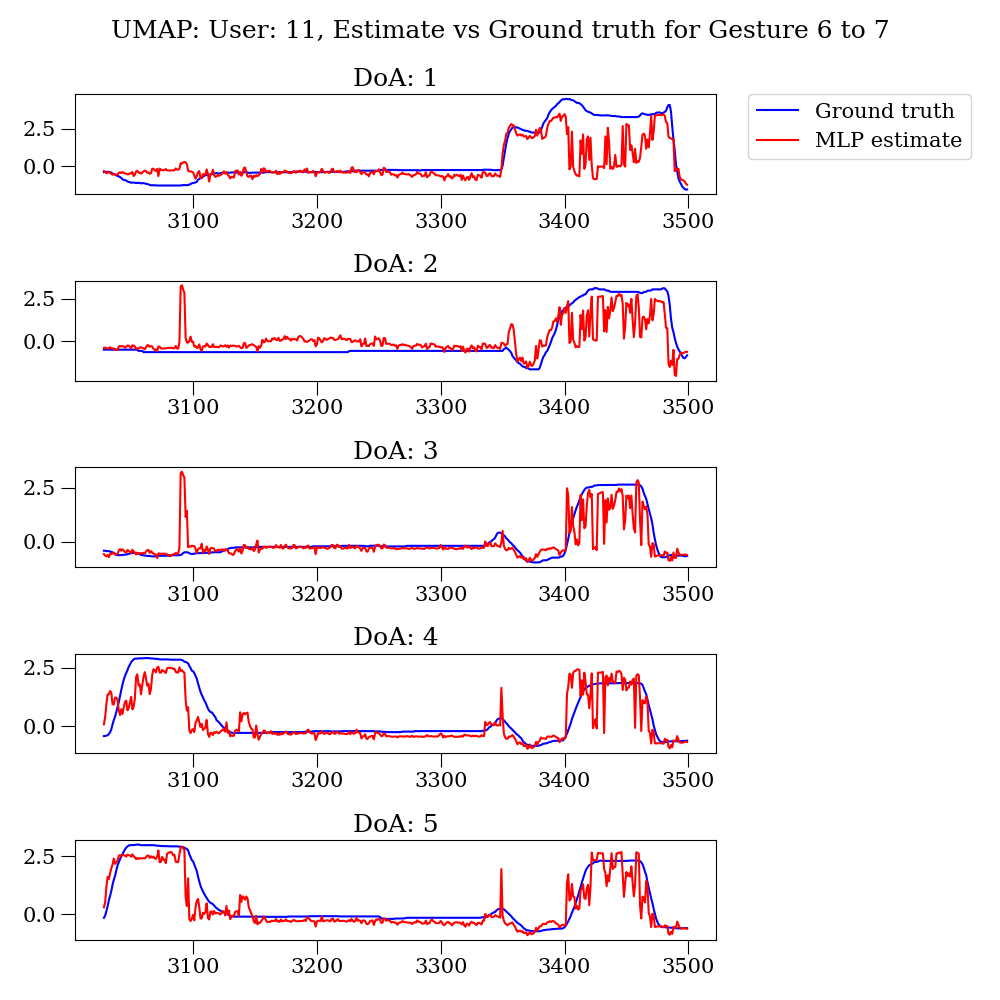 UMAP: User: 11, Estimate vs Ground truth for Gesture 6 to 7
DoA: 1
Ground truth
MLP estimate
2.5
0.0
3100 3200 3300 3400 3500
DoA: 2
2.5
0.0
3100 3200 3300 3400 3500
DoA: 3
2.5
0.0
3100 3200 3300 3400 3500
DoA: 4
2.5
0.0
3100 3200 3300 3400 3500
DoA: 5
2.5
0.0
3100 3200 3300 3400 3500